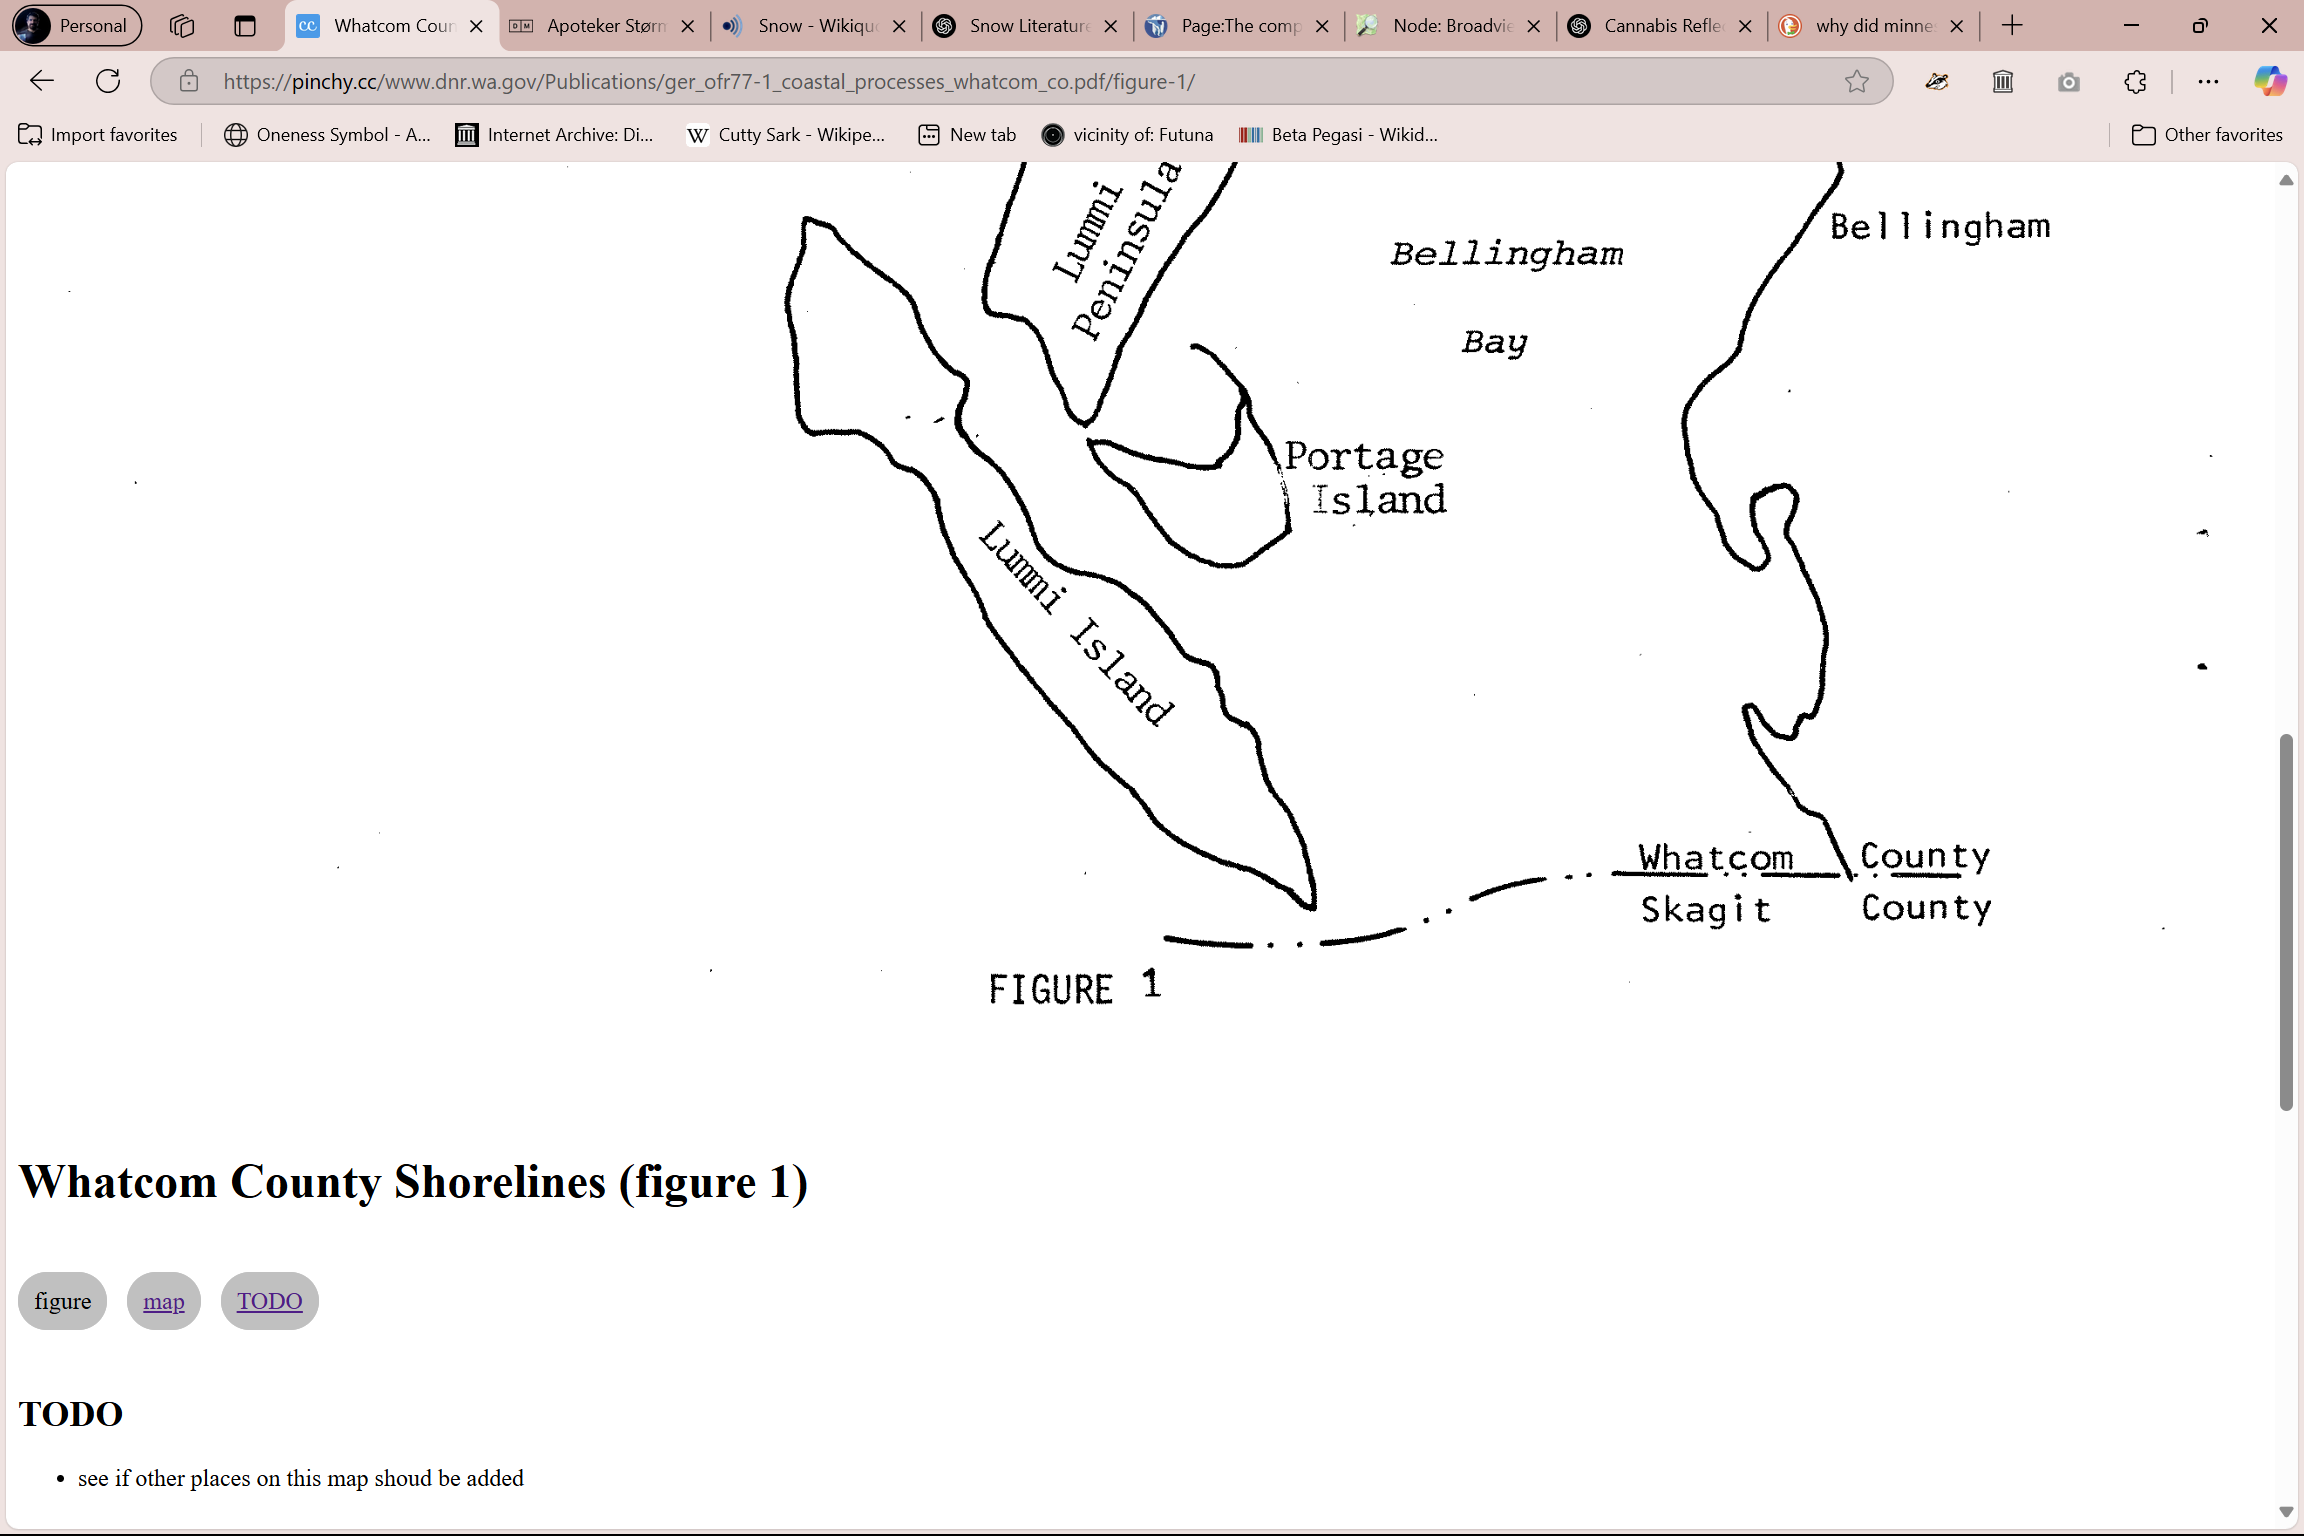 Personal
Whatcom Coun
Apoteker Størm
Snow - Wikiqu
Snow Literature
Page:The comp
Node: Broadvie
Cannabis Refle
why did minne
https://pinchy.cc/www.dnr.wa.gov/Publications/ger_ofr77-1_coastal_processes_whatcom_co.pdf/figure-1/
Import favorites
Oneness Symbol - A...
Internet Archive: Di...
Cutty Sark - Wikipe...
New tab
vicinity of: Futuna
Beta Pegasi - Wikid...
Other favorites
Lummi
Peninsula
Bellingham
Bay
Bellingham
Portage
Island
Lummi Island
Whatcom County
Skagit County
FIGURE 1
Whatcom County Shorelines (figure 1)
figure
map
TODO
TODO
• see if other places on this map shoud be added